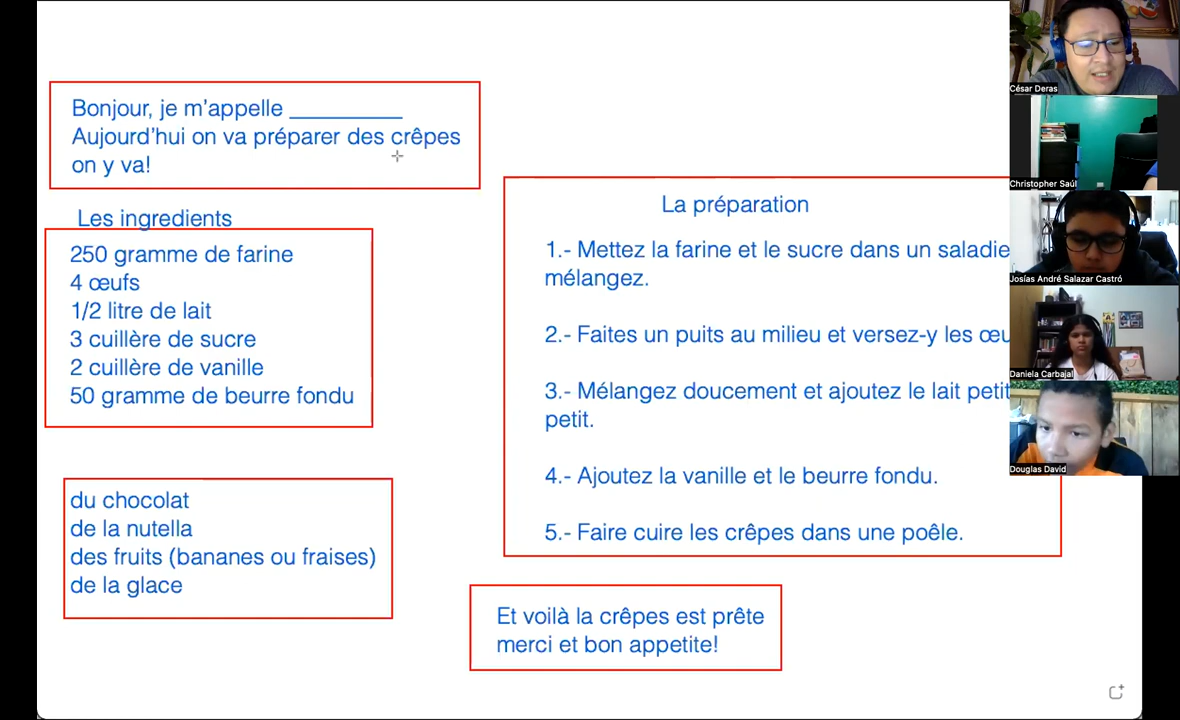 Bonjour, je m'appelle __________
Aujourd'hui on va préparer des crêpes
on y va!
Les ingredients
250 gramme de farine
4 œufs
1/2 litre de lait
3 cuillère de sucre
2 cuillère de vanille
50 gramme de beurre fondu
du chocolat
de la nutella
des fruits (bananes ou fraises)
de la glace
La préparation
1.- Mettez la farine et le sucre dans un
mélangez.
2.- Faites un puits au milieu et versez-y les
3.- Mélangez doucement et ajoutez le lait petit
petit.
4.- Ajoutez la vanille et le beurre fondu.
5.- Faire cuire les crêpes dans une poêle.
Et voilà la crêpes est prête
merci et bon appetite!
César Deras
Christopher Saúl
Josías André Salazar Castró
Daniela Carbajal
Douglas David